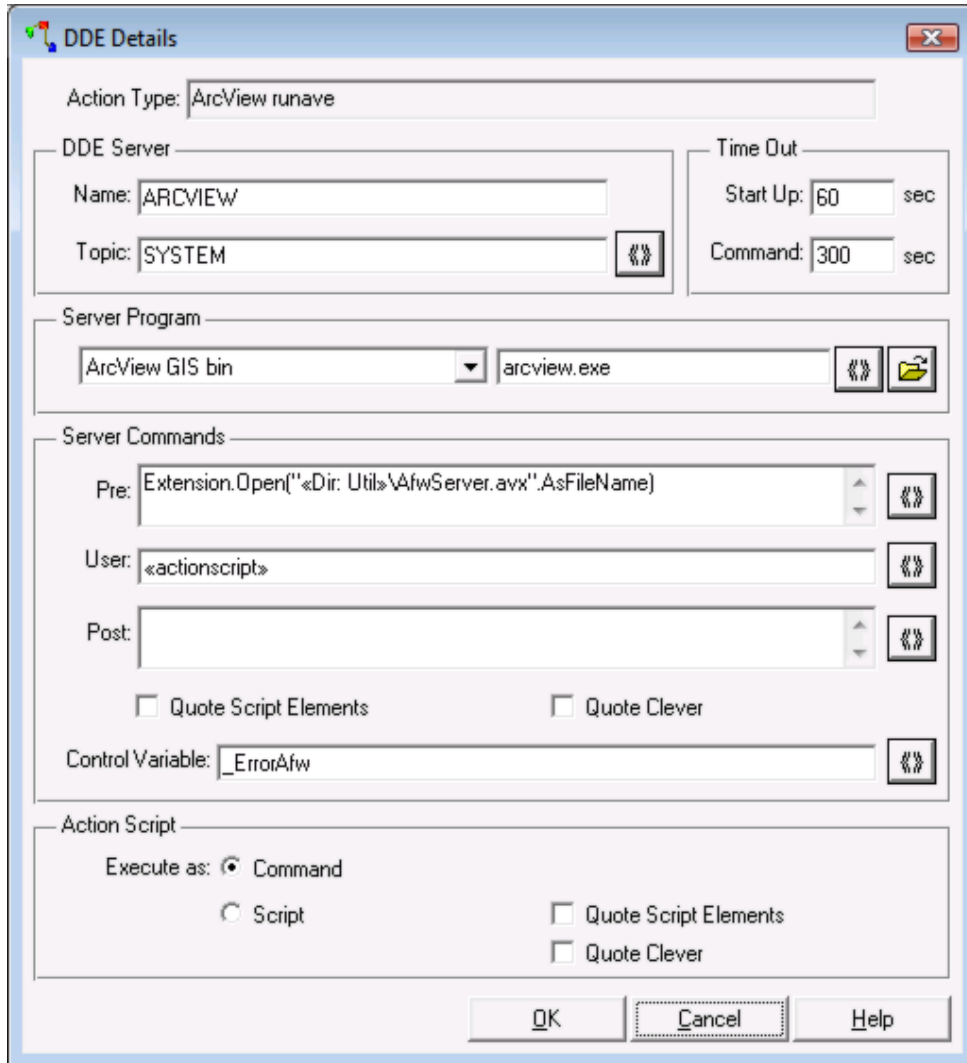 DDE Details
Action Type: ArcView runave
DDE Server
Time Out
Name: ARCVIEW
Start Up: 60 sec
Topic: SYSTEM «»
Command: 300 sec
Server Program
ArcView GIS bin arcview.exe «»
Server Commands
Pre: Extension.Open("«Dir: Util»\AfwServer.avx".AsFileName) «»
User: «actionscript» «»
Post: «»
Quote Script Elements Quote Clever
Control Variable: _ErrorAfw «»
Action Script
Execute as: Command
Script Quote Script Elements
Quote Clever
OK Cancel Help